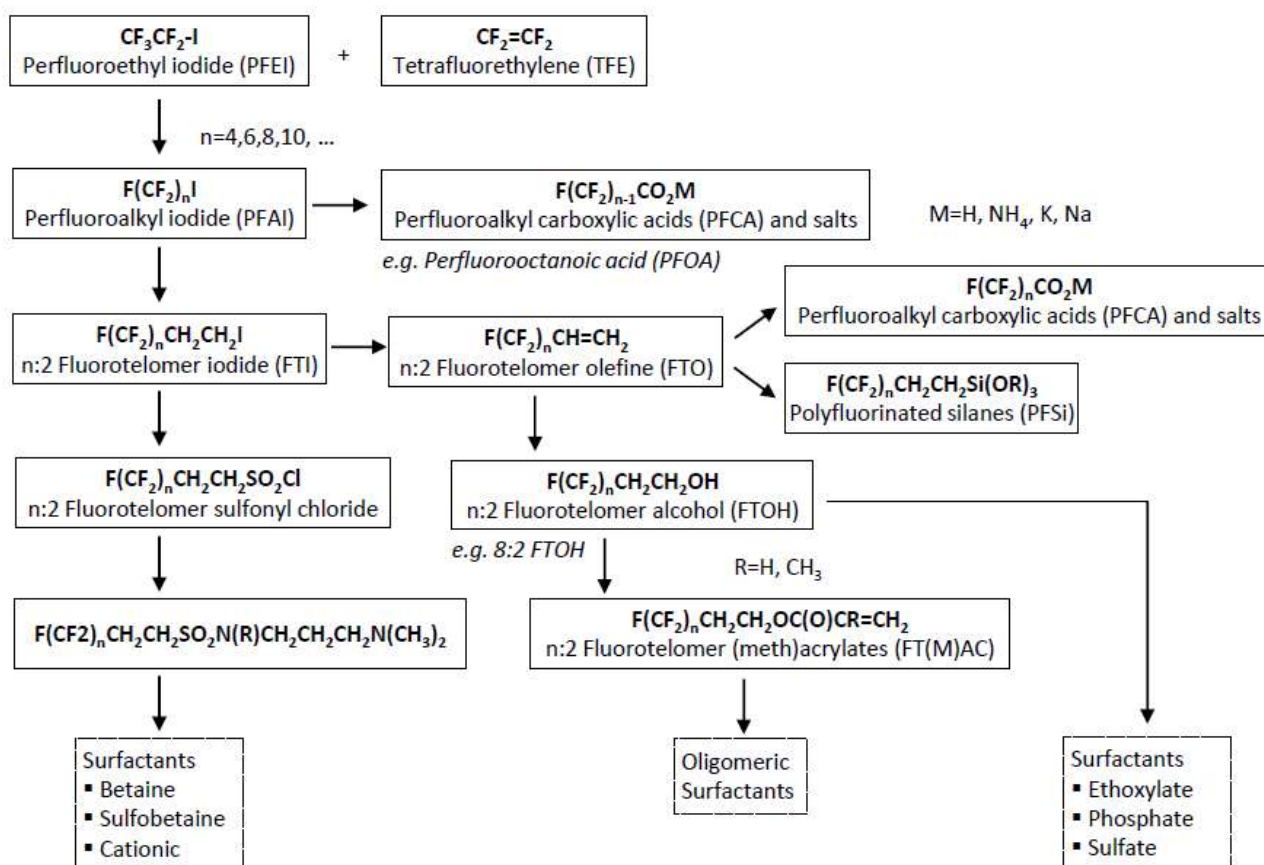 CF₃CF₂-I
Perfluoroethyl iodide (PFEI)
+
CF₂=CF₂
Tetrafluorethylene (TFE)
n=4,6,8,10, ...
F(CF₂)ₙI
Perfluoroalkyl iodide (PFAI)
F(CF₂)ₙ₋₁CO₂M
Perfluoroalkyl carboxylic acids (PFCA) and salts
e.g. Perfluorooctanoic acid (PFOA)
M=H, NH₄, K, Na
F(CF₂)ₙCO₂M
Perfluoroalkyl carboxylic acids (PFCA) and salts
F(CF₂)ₙCH₂CH₂I
n:2 Fluorotelomer iodide (FTI)
F(CF₂)ₙCH=CH₂
n:2 Fluorotelomer olefine (FTO)
F(CF₂)ₙCH₂CH₂Si(OR)₃
Polyfluorinated silanes (PFSi)
F(CF₂)ₙCH₂CH₂SO₂Cl
n:2 Fluorotelomer sulfonyl chloride
F(CF₂)ₙCH₂CH₂OH
n:2 Fluorotelomer alcohol (FTOH)
e.g. 8:2 FTOH
R=H, CH₃
F(CF2)ₙCH₂CH₂SO₂N(R)CH₂CH₂CH₂N(CH₃)₂
F(CF₂)ₙCH₂CH₂OC(O)CR=CH₂
n:2 Fluorotelomer (meth)acrylates (FT(M)AC)
Surfactants
▪ Betaine
▪ Sulfobetaine
▪ Cationic
Oligomeric
Surfactants
Surfactants
▪ Ethoxylate
▪ Phosphate
▪ Sulfate